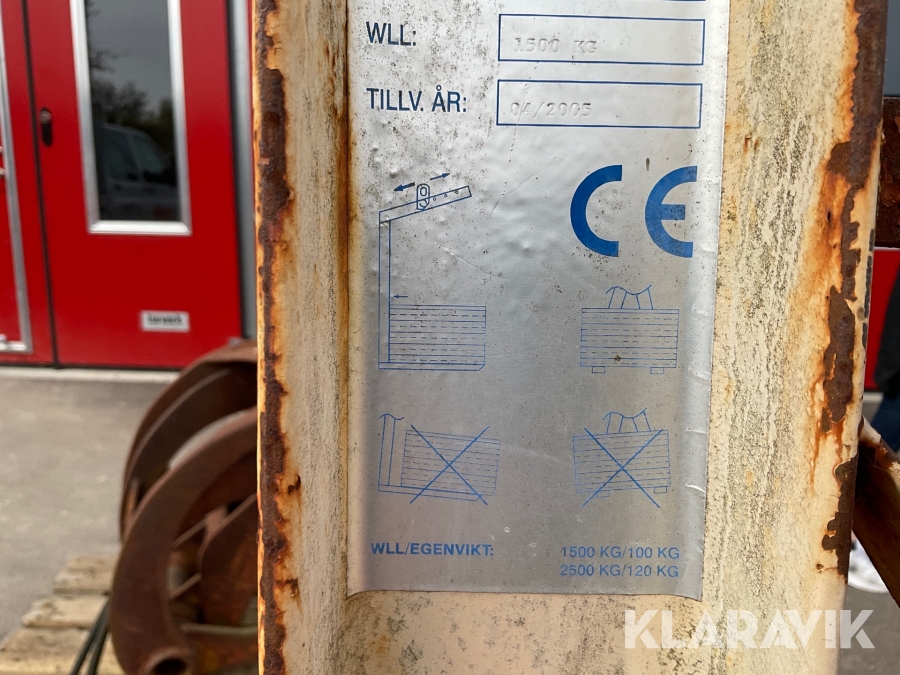 WLL: 1500 KG
TILLV. ÅR: 04/2005
CE
WLL/EGENVIKT: 1500 KG/100 KG
2500 KG/120 KG
KLARAVIK